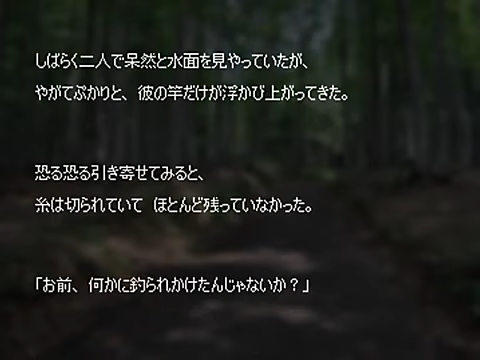 しばらく二人で呆然と水面を見やっていたが、
やがてぷかりと、彼の竿だけが浮かび上がってきた。
恐る恐る引き寄せてみると、
糸は切られていて　ほとんど残っていなかった。
「お前、何かに釣られかけたんじゃないか？」